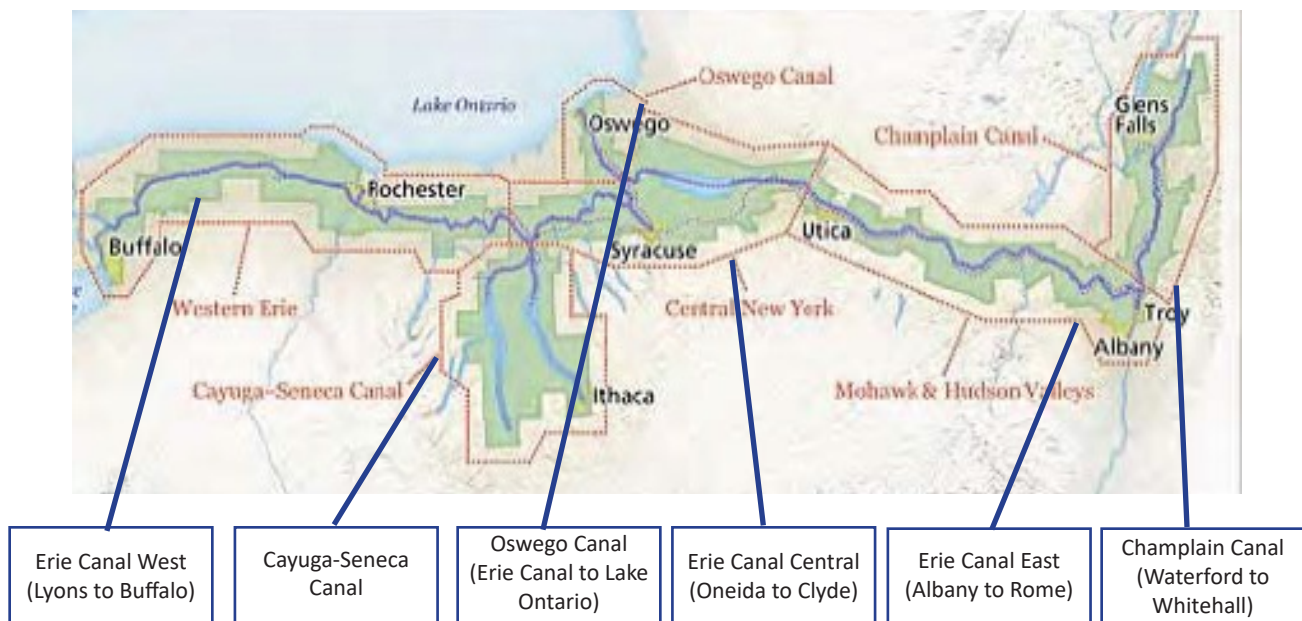 Oswego Canal
Lake Ontario
Oswego
Glens
Falls
Champlain Canal
Rochester
Buffalo
Syracuse
Utica
Western Erie
Central New York
Troy
Albany
Cayuga-Seneca Canal
Ithaca
Mohawk & Hudson Valleys
Erie Canal West
(Lyons to Buffalo)
Cayuga-Seneca
Canal
Oswego Canal
(Erie Canal to Lake
Ontario)
Erie Canal Central
(Oneida to Clyde)
Erie Canal East
(Albany to Rome)
Champlain Canal
(Waterford to
Whitehall)